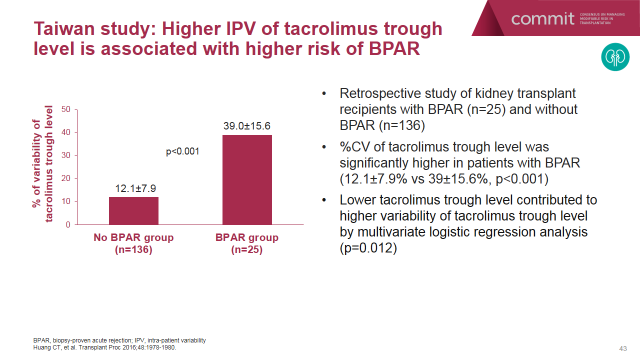 Taiwan study: Higher IPV of tacrolimus trough
level is associated with higher risk of BPAR
commit
CONSENSUS ON MANAGING
MODIFIABLE RISK IN
TRANSPLANTATION
% of variability of
tacrolimus trough level
50
40
30
20
10
0
12.1±7.9
p<0.001
39.0±15.6
No BPAR group
(n=136)
BPAR group
(n=25)
• Retrospective study of kidney transplant
recipients with BPAR (n=25) and without
BPAR (n=136)
• %CV of tacrolimus trough level was
significantly higher in patients with BPAR
(12.1±7.9% vs 39±15.6%, p<0.001)
• Lower tacrolimus trough level contributed to
higher variability of tacrolimus trough level
by multivariate logistic regression analysis
(p=0.012)
BPAR, biopsy-proven acute rejection; IPV, intra-patient variability
Huang CT, et al. Transplant Proc 2016;48:1978-1980.
43